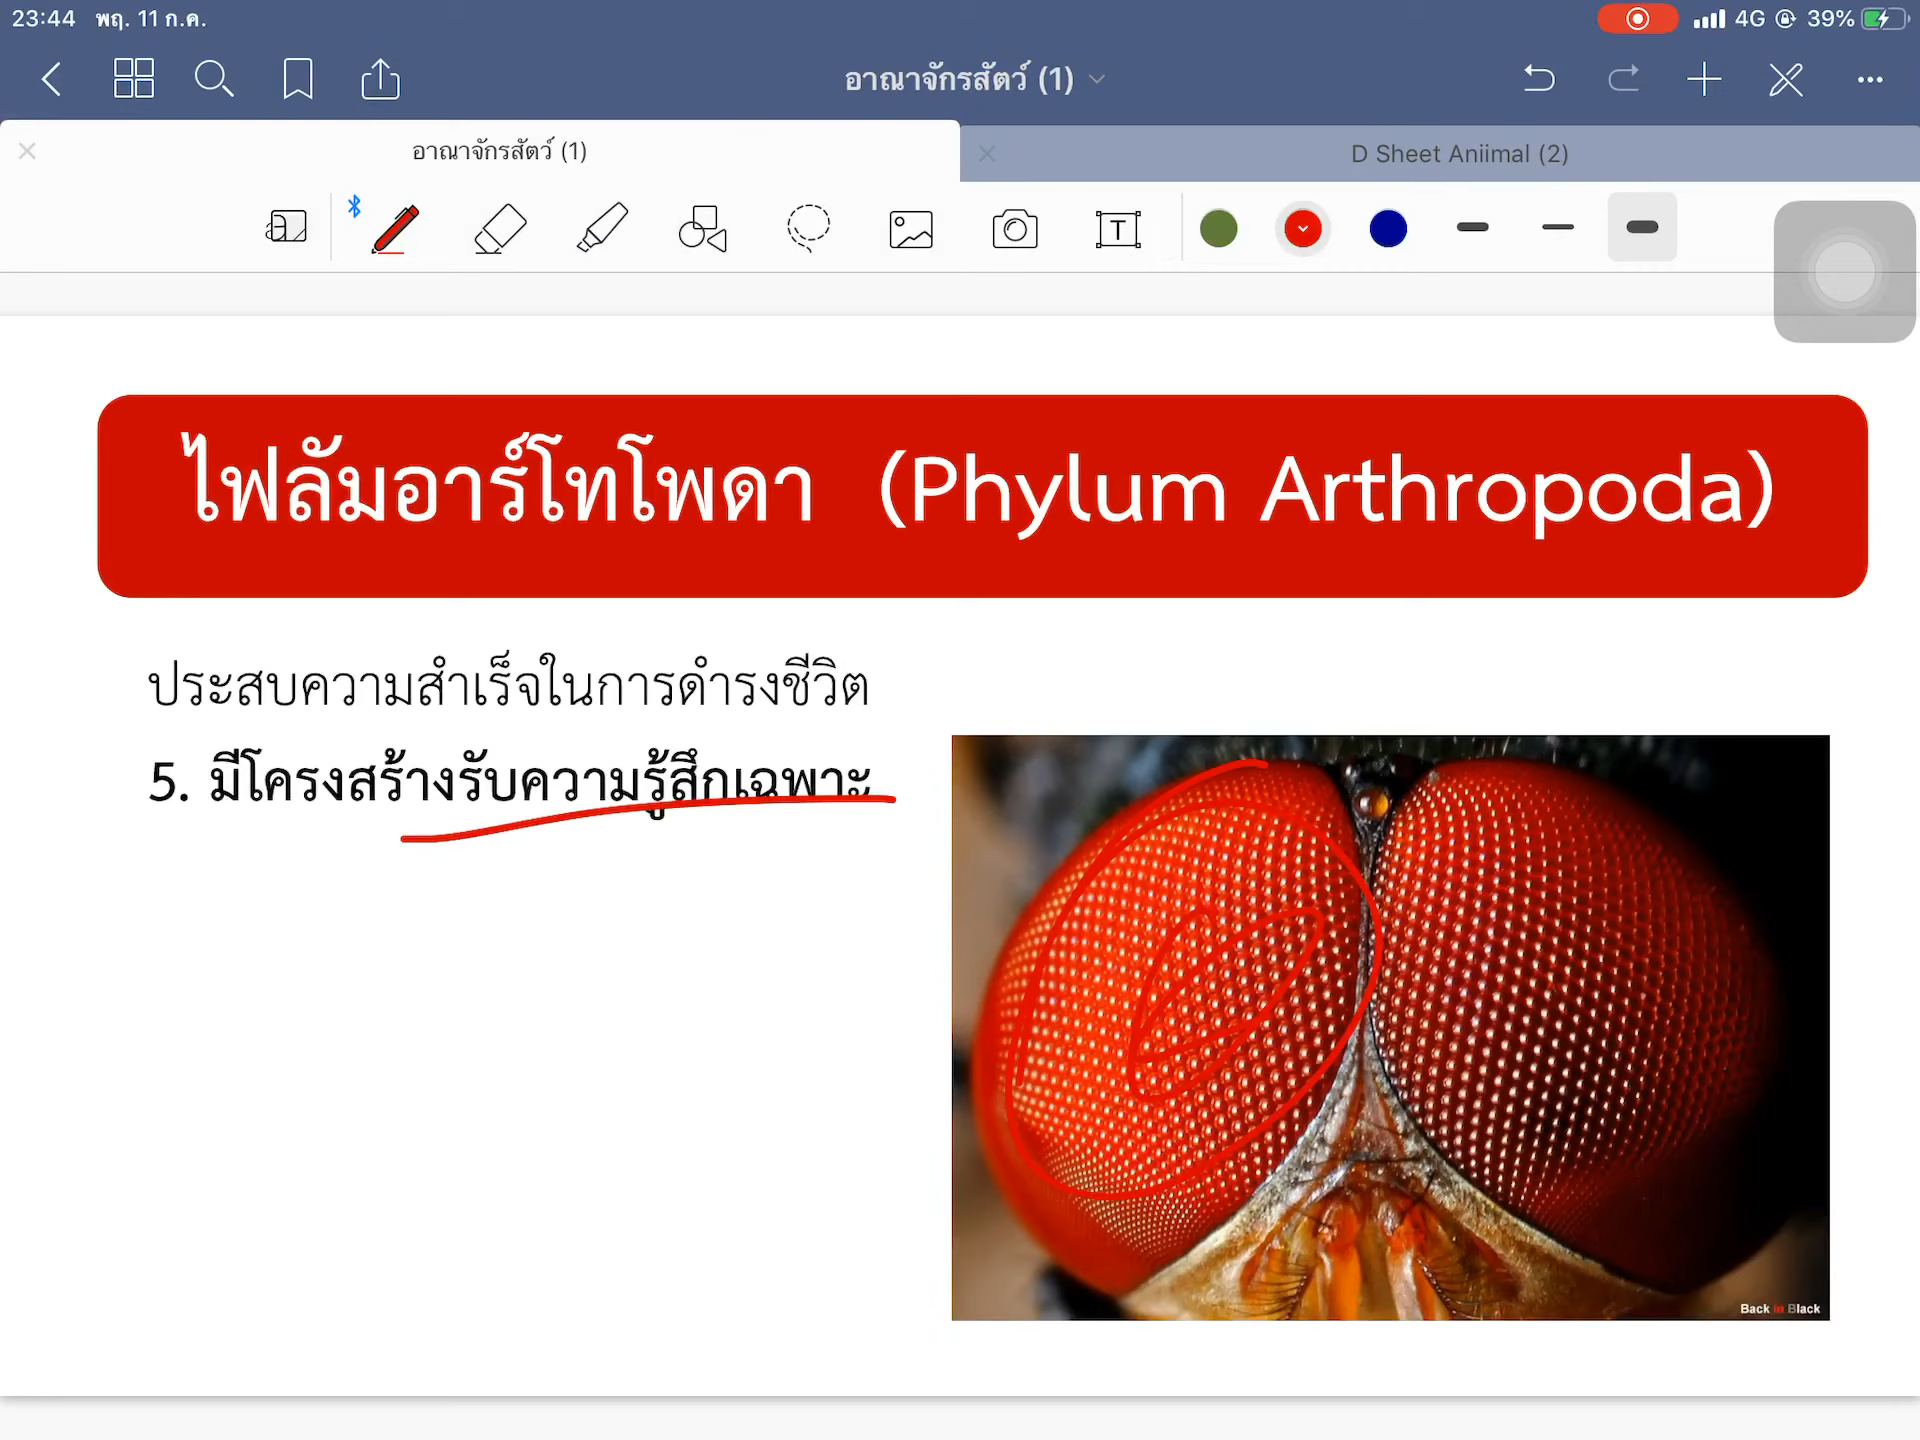 23:44 พฤ. 11 ก.ค.
4G 39%
อาณาจักรสัตว์ (1)
อาณาจักรสัตว์ (1)
D Sheet Aniimal (2)
T
ไฟลัมอาร์โทโพดา (Phylum Arthropoda)
ประสบความสำเร็จในการดำรงชีวิต
5. มีโครงสร้างรับความรู้สึกเฉพาะ
Back in Black